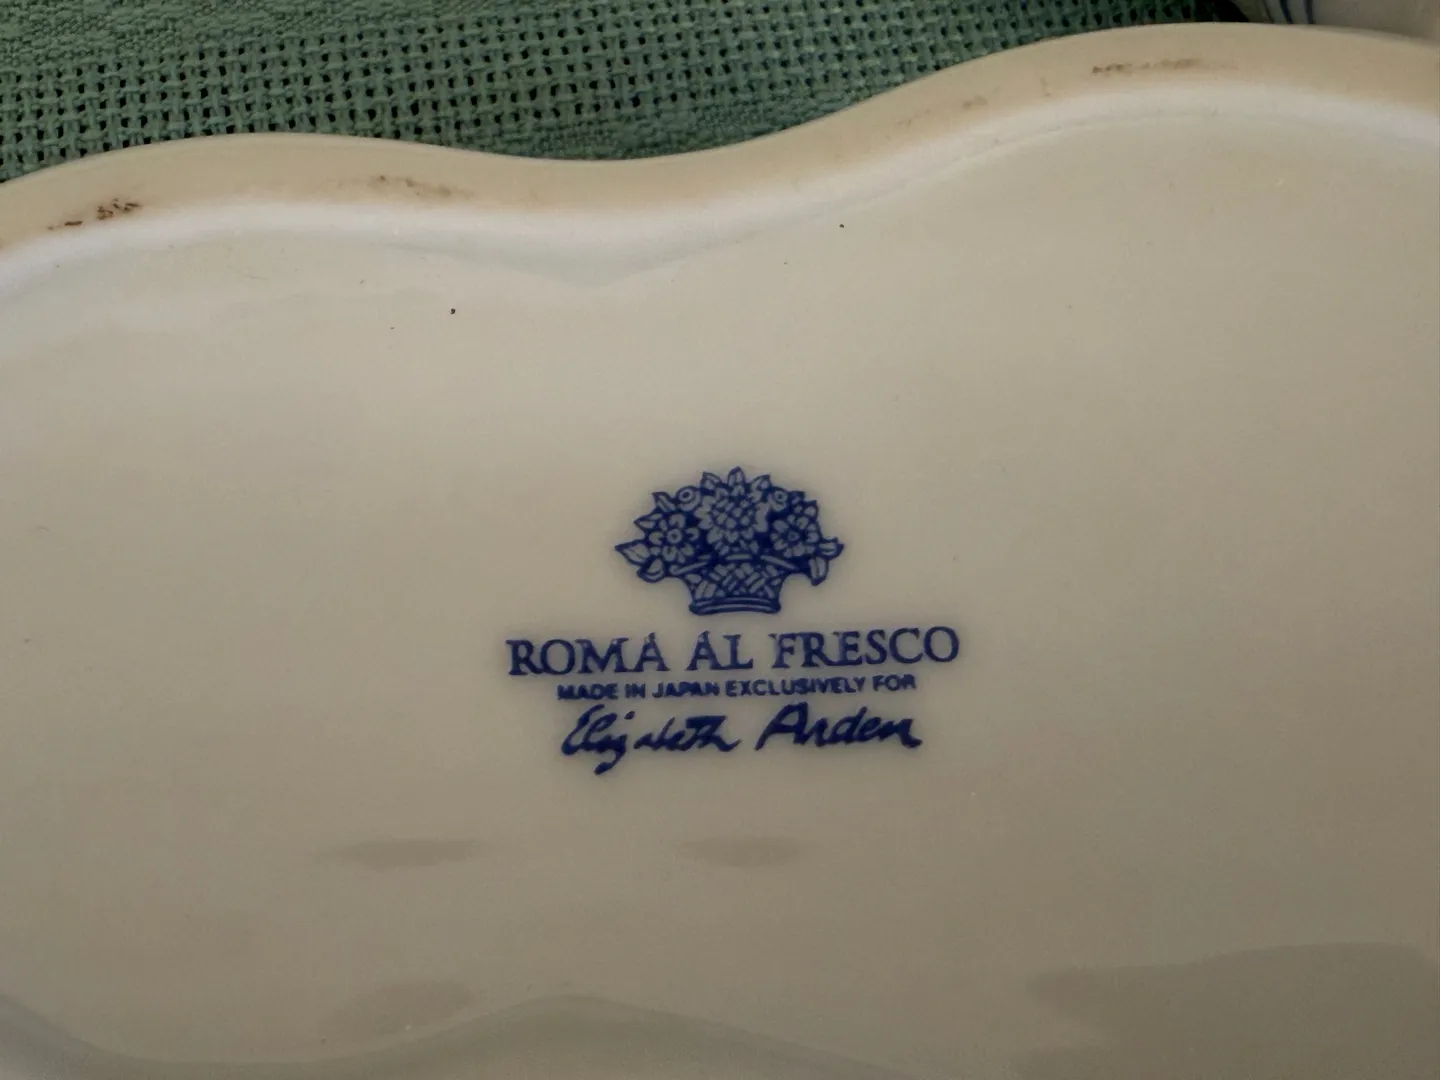 ROMA AL FRESCO
MADE IN JAPAN EXCLUSIVELY FOR
Elizabeth Arden